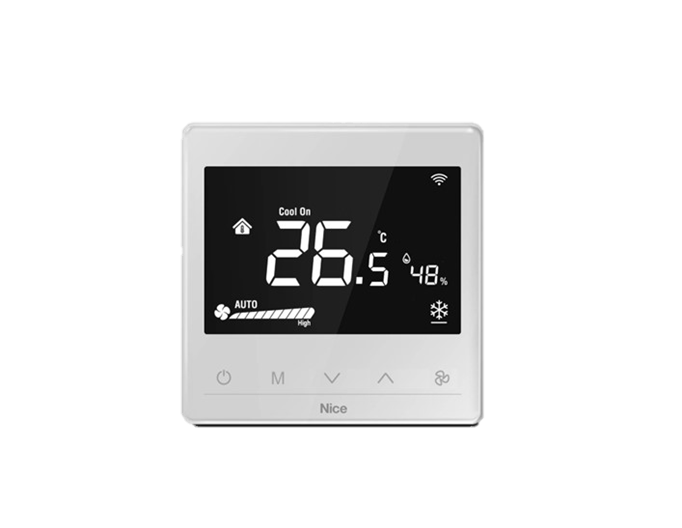 Cool On
26.5 °C
48%
AUTO
High
M
Nice